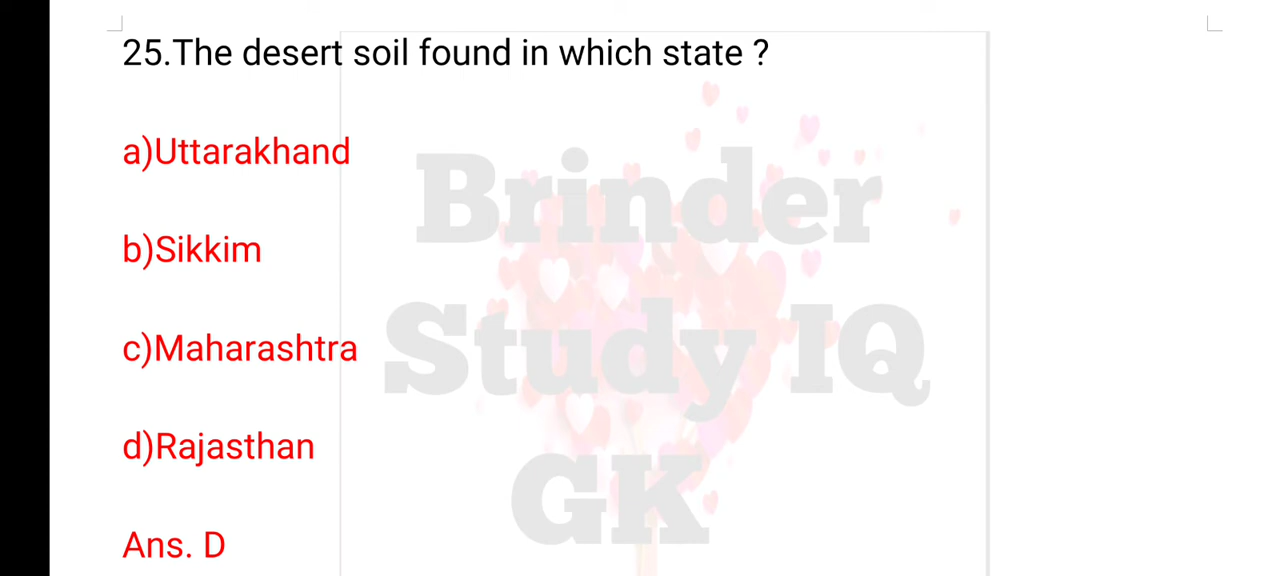 25.The desert soil found in which state ?
a)Uttarakhand
b)Sikkim
c)Maharashtra
d)Rajasthan
Ans. D
Brinder
Study IQ
GK